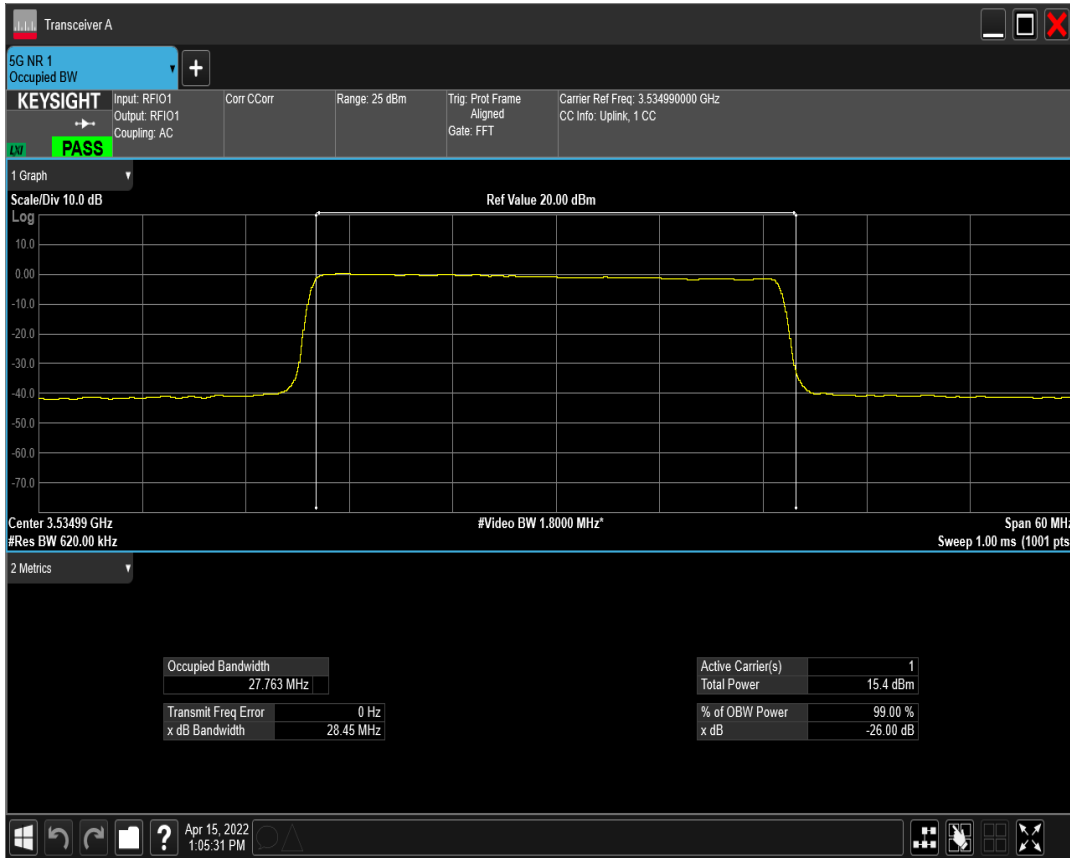 Transceiver A
5G NR 1
Occupied BW
+
KEYSIGHT
LXI
PASS
Input: RFIO1
Output: RFIO1
Coupling: AC
Corr CCorr
Range: 25 dBm
Trig: Prot Frame
Aligned
Gate: FFT
Carrier Ref Freq: 3.534990000 GHz
CC Info: Uplink, 1 CC
1 Graph
Scale/Div 10.0 dB
Ref Value 20.00 dBm
Log
10.0
0.00
-10.0
-20.0
-30.0
-40.0
-50.0
-60.0
-70.0
Center 3.53499 GHz
#Video BW 1.8000 MHz*
Span 60 MHz
#Res BW 620.00 kHz
Sweep 1.00 ms (1001 pts
2 Metrics
Occupied Bandwidth
27.763 MHz
Transmit Freq Error 0 Hz
x dB Bandwidth 28.45 MHz
Active Carrier(s) 1
Total Power 15.4 dBm
% of OBW Power 99.00 %
x dB -26.00 dB
?
Apr 15, 2022
1:05:31 PM